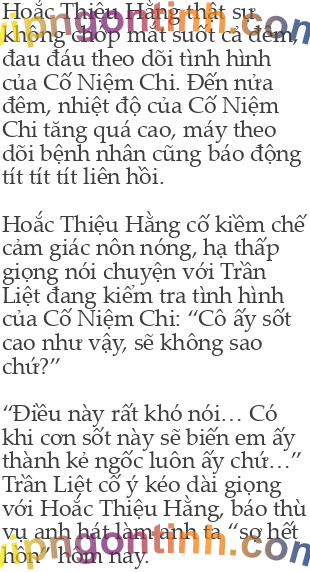 Hoắc Thiệu Hằng thật sự
không chợp mắt suốt cả đêm,
đau đáu theo dõi tình hình
của Cố Niệm Chi. Đến nửa
đêm, nhiệt độ của Cố Niệm
Chi tăng quá cao, máy theo
dõi bệnh nhân cũng báo động
tít tít tít liên hồi.
Hoắc Thiệu Hằng cố kiềm chế
cảm giác nôn nóng, hạ thấp
giọng nói chuyện với Trần
Liệt đang kiểm tra tình hình
của Cố Niệm Chi: “Cô ấy sốt
cao như vậy, sẽ không sao
chứ?”
“Điều này rất khó nói… Có
khi cơn sốt này sẽ biến em ấy
thành kẻ ngốc luôn ấy chứ…”
Trần Liệt cố ý kéo dài giọng
với Hoắc Thiệu Hằng, báo thù
vụ anh hát làm anh ta “sợ hết
hồn” hôm nay.